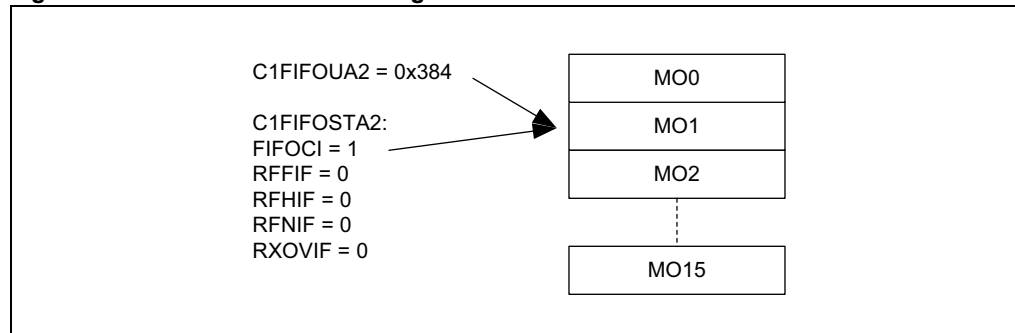 C1FIFOUA2 = 0x384
C1FIFOSTA2:
FIFOCI = 1
RFFIF = 0
RFHIF = 0
RFNIF = 0
RXOVIF = 0
MO0
MO1
MO2
MO15